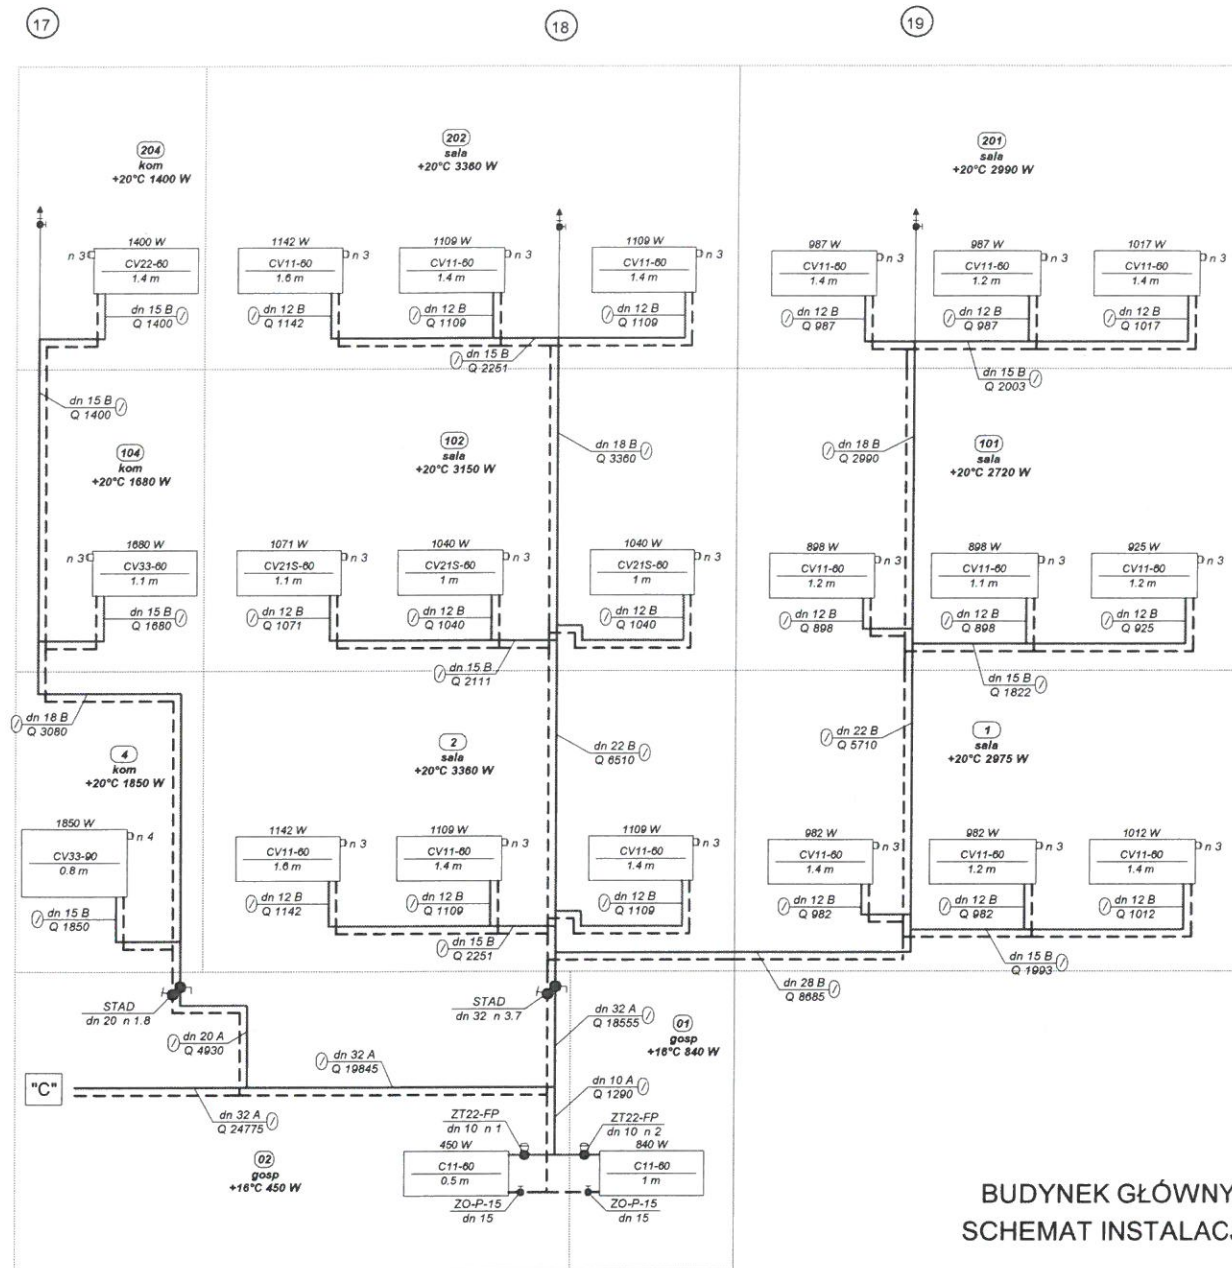 17
18
19
204
kom
+20°C 1400 W
202
sala
+20°C 3360 W
201
sala
+20°C 2990 W
1400 W
n 3
CV22-60
1.4 m
1142 W
n 3
CV11-60
1.6 m
1109 W
n 3
CV11-60
1.4 m
1109 W
n 3
CV11-60
1.4 m
987 W
n 3
CV11-60
1.4 m
987 W
n 3
CV11-60
1.2 m
1017 W
n 3
CV11-60
1.4 m
dn 15 B
Q 1400
dn 12 B
Q 1142
dn 12 B
Q 1109
dn 12 B
Q 1109
dn 12 B
Q 987
dn 12 B
Q 987
dn 12 B
Q 1017
dn 15 B
Q 2251
dn 15 B
Q 2003
dn 15 B
Q 1400
104
kom
+20°C 1680 W
102
sala
+20°C 3150 W
dn 18 B
Q 3360
dn 18 B
Q 2990
101
sala
+20°C 2720 W
1680 W
n 3
CV33-60
1.1 m
1071 W
n 3
CV21S-60
1.1 m
1040 W
n 3
CV21S-60
1 m
1040 W
n 3
CV21S-60
1 m
898 W
n 3
CV11-60
1.2 m
898 W
n 3
CV11-60
1.1 m
925 W
n 3
CV11-60
1.2 m
dn 15 B
Q 1680
dn 12 B
Q 1071
dn 12 B
Q 1040
dn 12 B
Q 1040
dn 12 B
Q 898
dn 12 B
Q 898
dn 12 B
Q 925
dn 15 B
Q 2111
dn 15 B
Q 1822
dn 18 B
Q 3080
4
kom
+20°C 1850 W
2
sala
+20°C 3360 W
dn 22 B
Q 6510
dn 22 B
Q 5710
1
sala
+20°C 2975 W
1850 W
n 4
CV33-90
0.8 m
1142 W
n 3
CV11-60
1.6 m
1109 W
n 3
CV11-60
1.4 m
1109 W
n 3
CV11-60
1.4 m
982 W
n 3
CV11-60
1.4 m
982 W
n 3
CV11-60
1.2 m
1012 W
n 3
CV11-60
1.4 m
dn 15 B
Q 1850
dn 12 B
Q 1142
dn 12 B
Q 1109
dn 12 B
Q 1109
dn 12 B
Q 982
dn 12 B
Q 982
dn 12 B
Q 1012
dn 15 B
Q 2251
dn 15 B
Q 1993
dn 28 B
Q 8685
STAD
dn 20 n 1.8
STAD
dn 32 n 3.7
dn 32 A
Q 18555
01
gosp
+16°C 840 W
dn 20 A
Q 4930
dn 32 A
Q 19845
"C"
dn 10 A
Q 1290
dn 32 A
Q 24775
ZT22-FP
dn 10 n 1
ZT22-FP
dn 10 n 2
02
gosp
+16°C 450 W
450 W
C11-60
0.5 m
840 W
C11-60
1 m
ZO-P-15
dn 15
ZO-P-15
dn 15
BUDYNEK GŁÓWNY
SCHEMAT INSTALAC